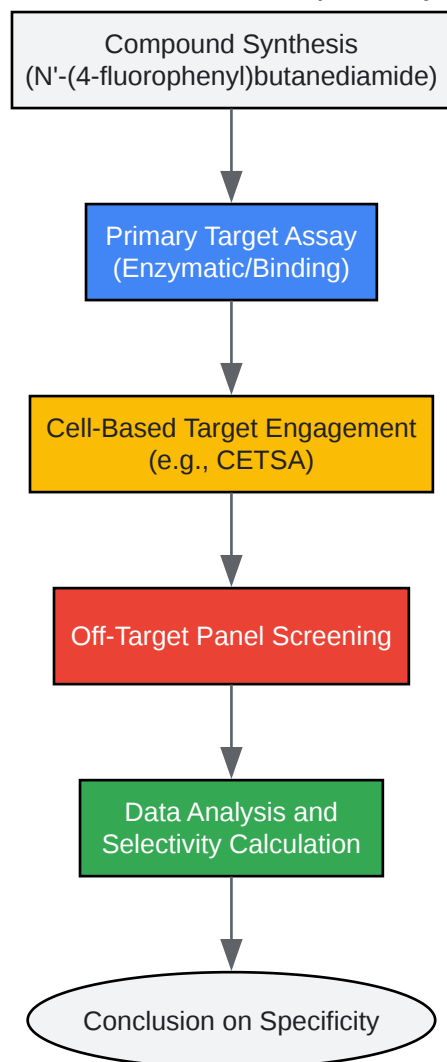 Compound Synthesis
(N'-(4-fluorophenyl)butanediamide)
Primary Target Assay
(Enzymatic/Binding)
Cell-Based Target Engagement
(e.g., CETSA)
Off-Target Panel Screening
Data Analysis and
Selectivity Calculation
Conclusion on Specificity